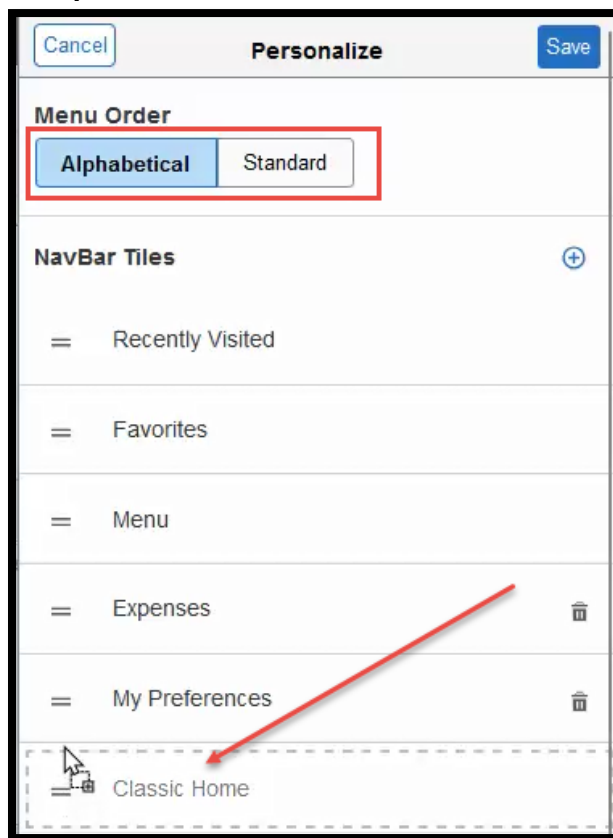 Cancel Personalize Save
Menu Order
Alphabetical Standard
NavBar Tiles
Recently Visited
Favorites
Menu
Expenses
My Preferences
Classic Home